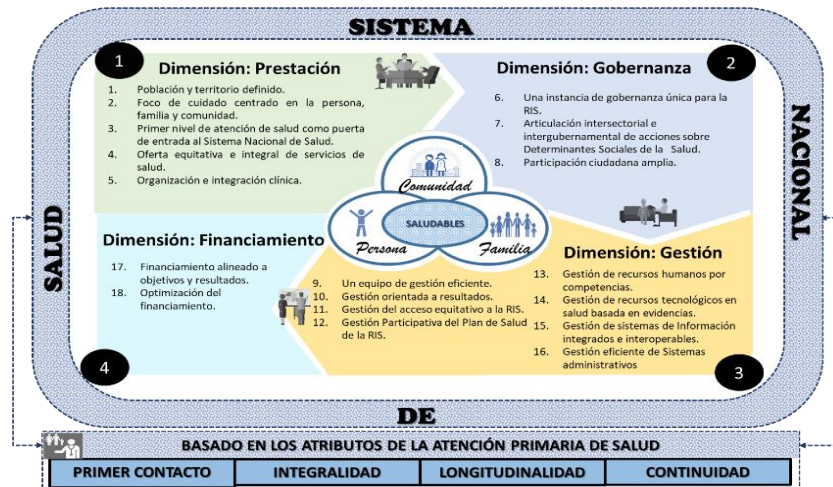 SISTEMA
NACIONAL
DE
SALUD
1
Dimensión: Prestación
1. Población y territorio definido.
2. Foco de cuidado centrado en la persona,
familia y comunidad.
3. Primer nivel de atención de salud como puerta
de entrada al Sistema Nacional de Salud.
4. Oferta equitativa e integral de servicios de
salud.
5. Organización e integración clínica.
2
Dimensión: Gobernanza
6. Una instancia de gobernanza única para la
RIS.
7. Articulación intersectorial e
intergubernamental de acciones sobre
Determinantes Sociales de la Salud.
8. Participación ciudadana amplia.
Comunidad
SALUDABLES
Persona
Familia
Dimensión: Financiamiento
17. Financiamiento alineado a
objetivos y resultados.
18. Optimización del
financiamiento.
4
9. Un equipo de gestión eficiente.
10. Gestión orientada a resultados.
11. Gestión del acceso equitativo a la RIS.
12. Gestión Participativa del Plan de Salud
de la RIS.
Dimensión: Gestión
13. Gestión de recursos humanos por
competencias.
14. Gestión de recursos tecnológicos en
salud basada en evidencias.
15. Gestión de sistemas de Información
integrados e interoperables.
16. Gestión eficiente de Sistemas
administrativos
3
BASADO EN LOS ATRIBUTOS DE LA ATENCIÓN PRIMARIA DE SALUD
PRIMER CONTACTO
INTEGRALIDAD
LONGITUDINALIDAD
CONTINUIDAD